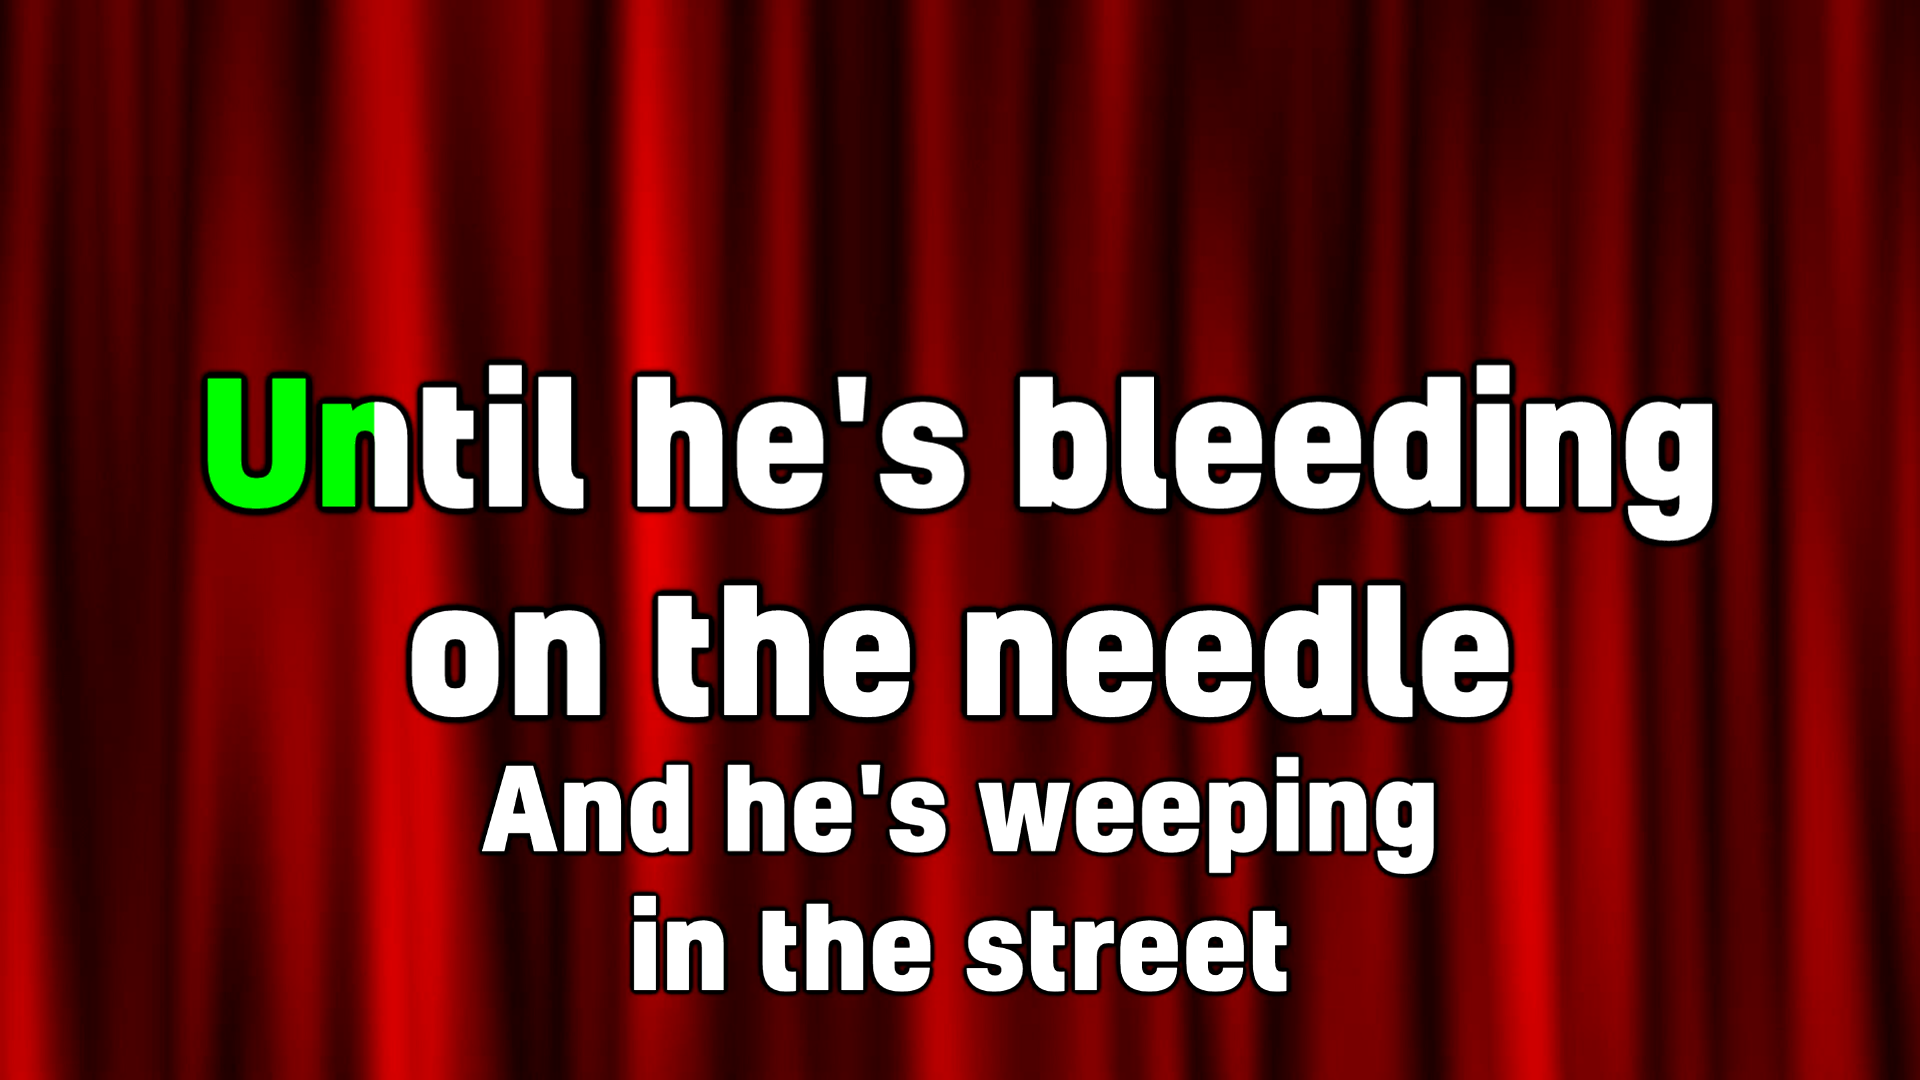 Until he's bleeding
on the needle
And he's weeping
in the street